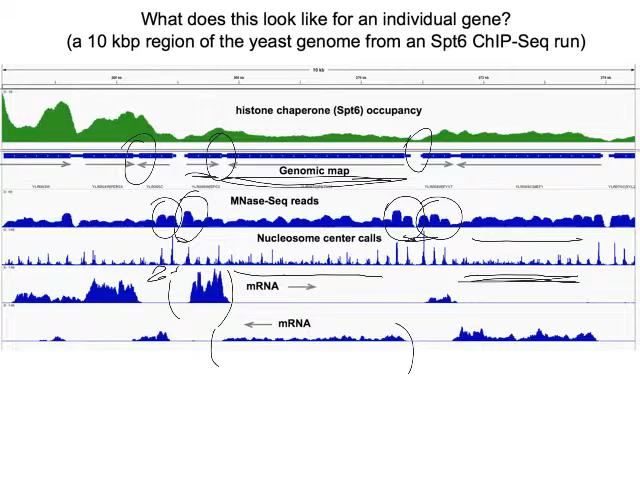 What does this look like for an individual gene?
(a 10 kbp region of the yeast genome from an Spt6 ChIP-Seq run)
10 kb
histone chaperone (Spt6) occupancy
Genomic map
MNase-Seq reads
Nucleosome center calls
mRNA
mRNA